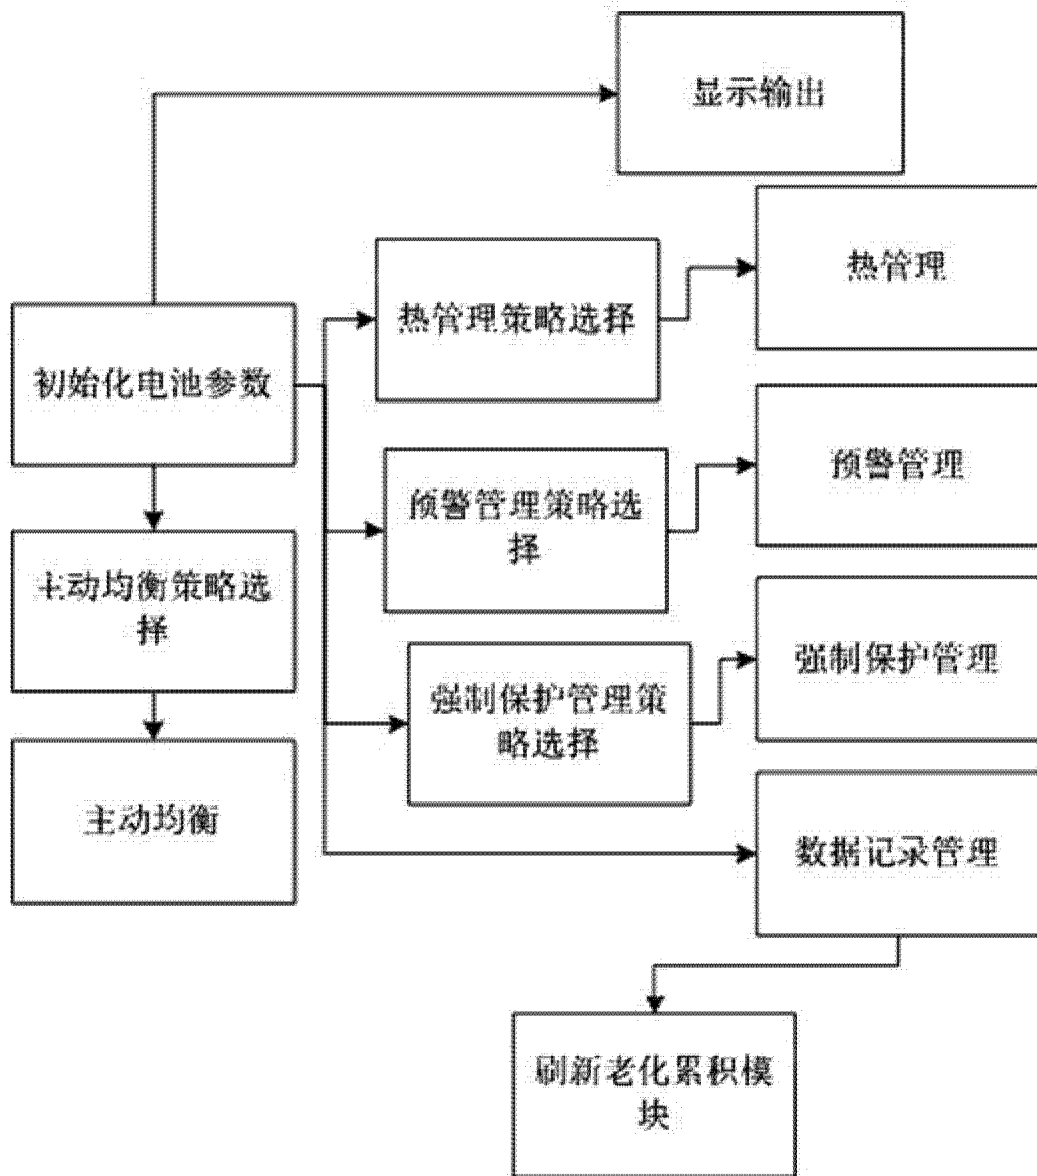 显示输出
热管理
热管理策略选择
初始化电池参数
预警管理
预警管理策略选
择
主动均衡策略选
择
强制保护管理
强制保护管理策
略选择
主动均衡
数据记录管理
刷新老化累积模
块